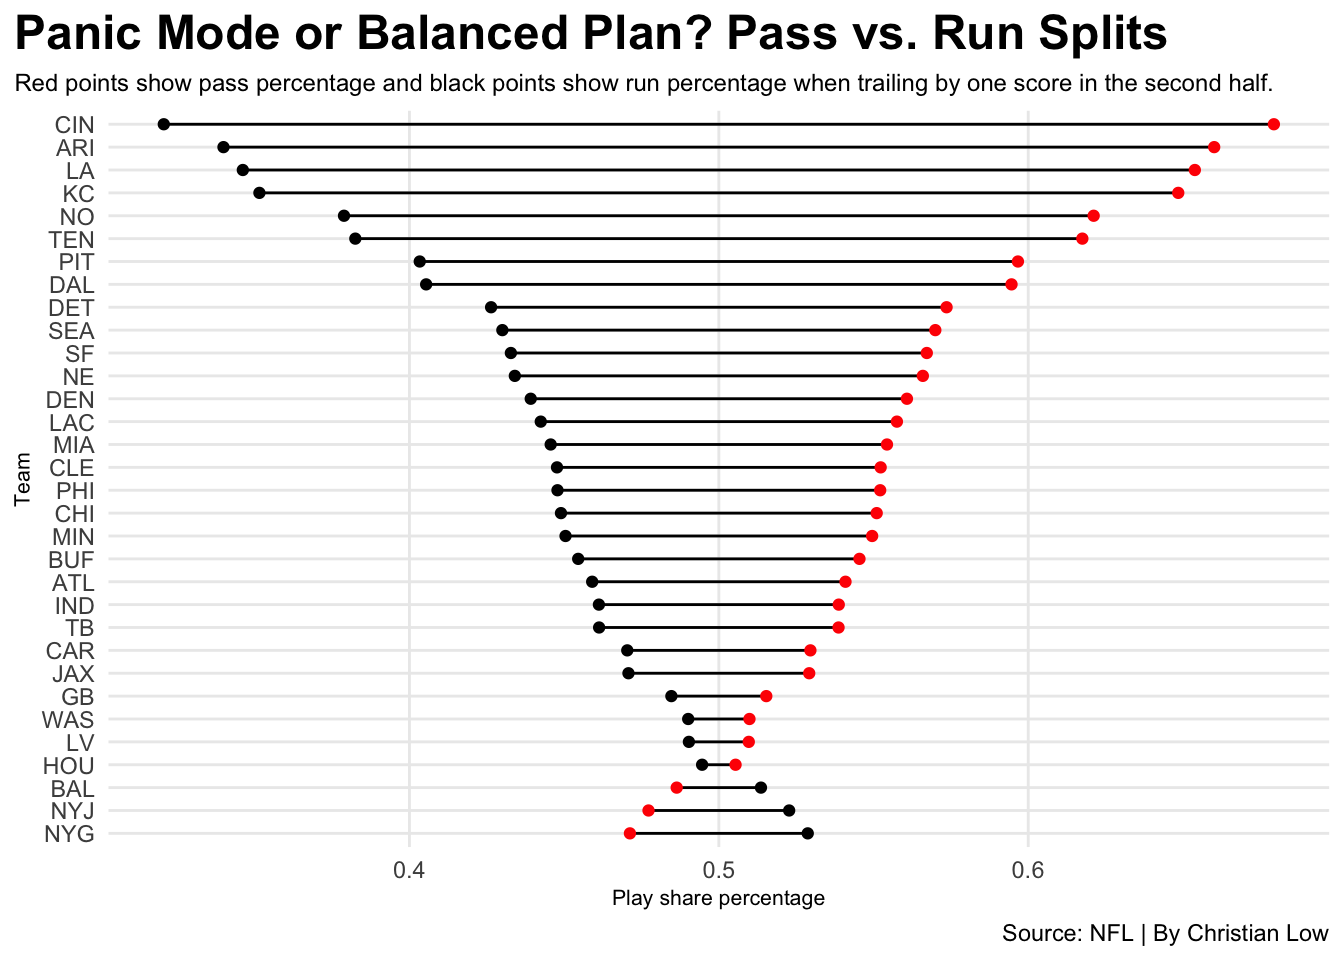 Panic Mode or Balanced Plan? Pass vs. Run Splits
Red points show pass percentage and black points show run percentage when trailing by one score in the second half.
CIN
ARI
LA
KC
NO
TEN
PIT
DAL
DET
SEA
SF
NE
DEN
LAC
MIA
CLE
PHI
CHI
MIN
BUF
ATL
IND
TB
CAR
JAX
GB
WAS
LV
HOU
BAL
NYJ
NYG
Team
0.4 0.5 0.6
Play share percentage
Source: NFL | By Christian Low